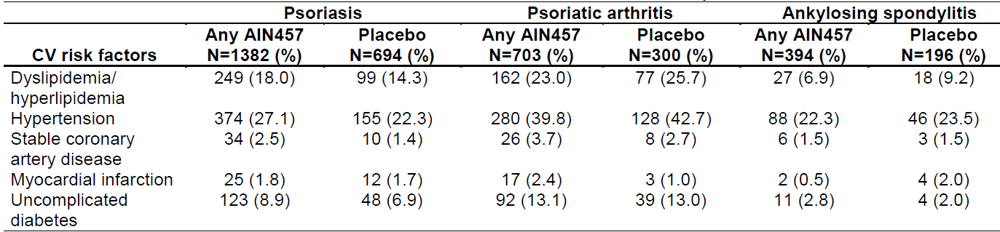 Psoriasis Psoriatic arthritis Ankylosing spondylitis
Any AIN457 Placebo Any AIN457 Placebo Any AIN457 Placebo
CV risk factors N=1382 (%) N=694 (%) N=703 (%) N=300 (%) N=394 (%) N=196 (%)
Dyslipidemia/ 249 (18.0) 99 (14.3) 162 (23.0) 77 (25.7) 27 (6.9) 18 (9.2)
hyperlipidemia
Hypertension 374 (27.1) 155 (22.3) 280 (39.8) 128 (42.7) 88 (22.3) 46 (23.5)
Stable coronary 34 (2.5) 10 (1.4) 26 (3.7) 8 (2.7) 6 (1.5) 3 (1.5)
artery disease
Myocardial infarction 25 (1.8) 12 (1.7) 17 (2.4) 3 (1.0) 2 (0.5) 4 (2.0)
Uncomplicated 123 (8.9) 48 (6.9) 92 (13.1) 39 (13.0) 11 (2.8) 4 (2.0)
diabetes